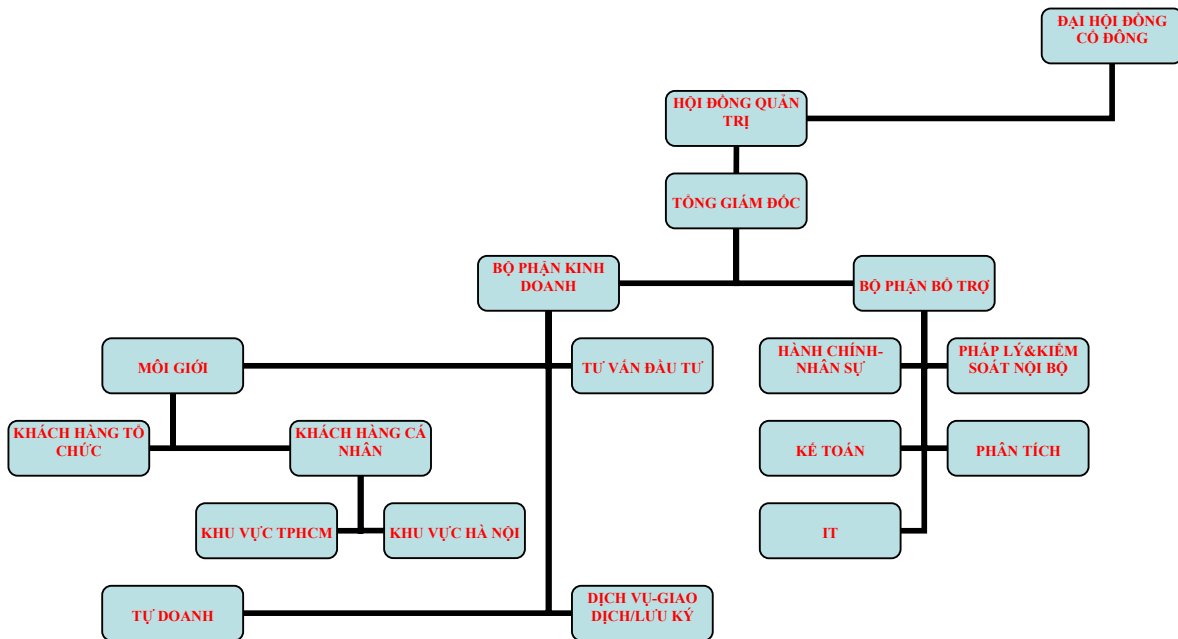 ĐẠI HỘI ĐỒNG
CỔ ĐÔNG
HỘI ĐỒNG QUẢN
TRỊ
TỔNG GIÁM ĐỐC
BỘ PHẬN KINH
DOANH
BỘ PHẬN BỔ TRỢ
MÔI GIỚI
TƯ VẤN ĐẦU TƯ
HÀNH CHÍNH-
NHÂN SỰ
PHÁP LÝ&KIỂM
SOÁT NỘI BỘ
KHÁCH HÀNG TỔ
CHỨC
KHÁCH HÀNG CÁ
NHÂN
KẾ TOÁN
PHÂN TÍCH
KHU VỰC TPHCM
KHU VỰC HÀ NỘI
IT
TỰ DOANH
DỊCH VỤ-GIAO
DỊCH/LƯU KÝ